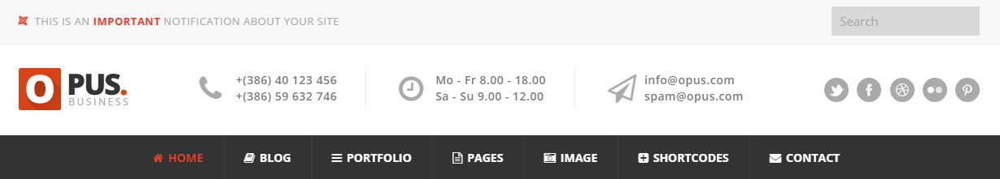 THIS IS AN IMPORTANT NOTIFICATION ABOUT YOUR SITE
Search
OPUS.
BUSINESS
+(386) 40 123 456
+(386) 59 632 746
Mo - Fr 8.00 - 18.00
Sa - Su 9.00 - 12.00
info@opus.com
spam@opus.com
HOME BLOG PORTFOLIO PAGES IMAGE SHORTCODES CONTACT